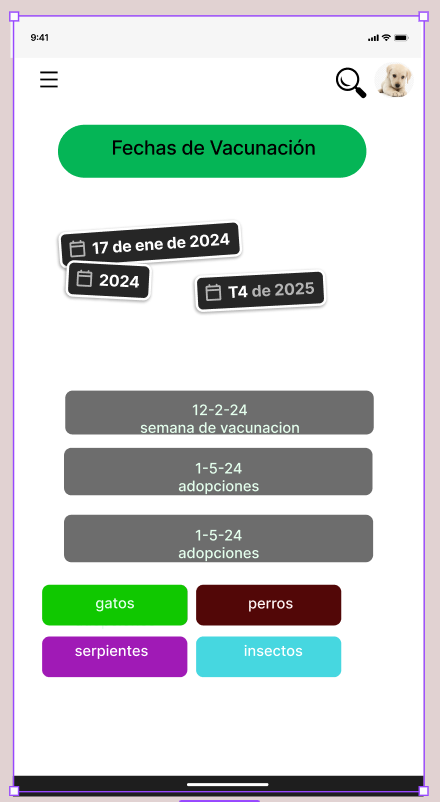 9:41
Fechas de Vacunación
17 de ene de 2024
2024
T4 de 2025
12-2-24
semana de vacunacion
1-5-24
adopciones
1-5-24
adopciones
gatos
perros
serpientes
insectos